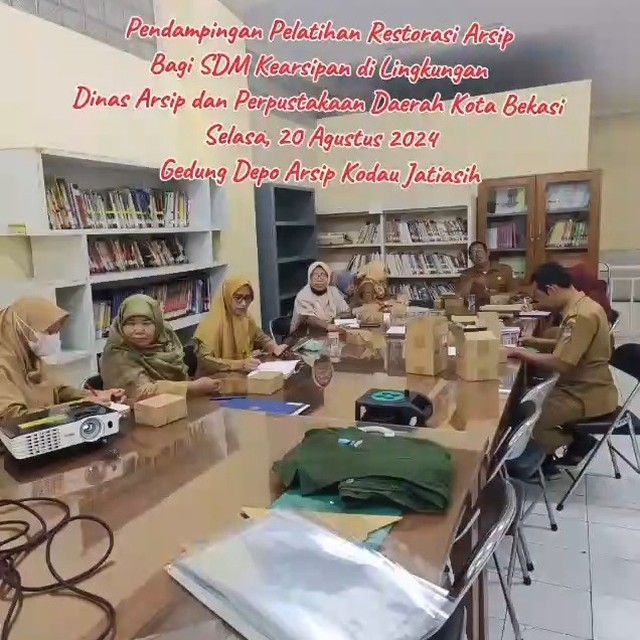 Pendampingan Pelatihan Restorasi Arsip
Bagi SDM Kearsipan di Lingkungan
Dinas Arsip dan Perpustakaan Daerah Kota Bekasi
Selasa, 20 Agustus 2024
Gedung Depo Arsip Kodau Jatiasih